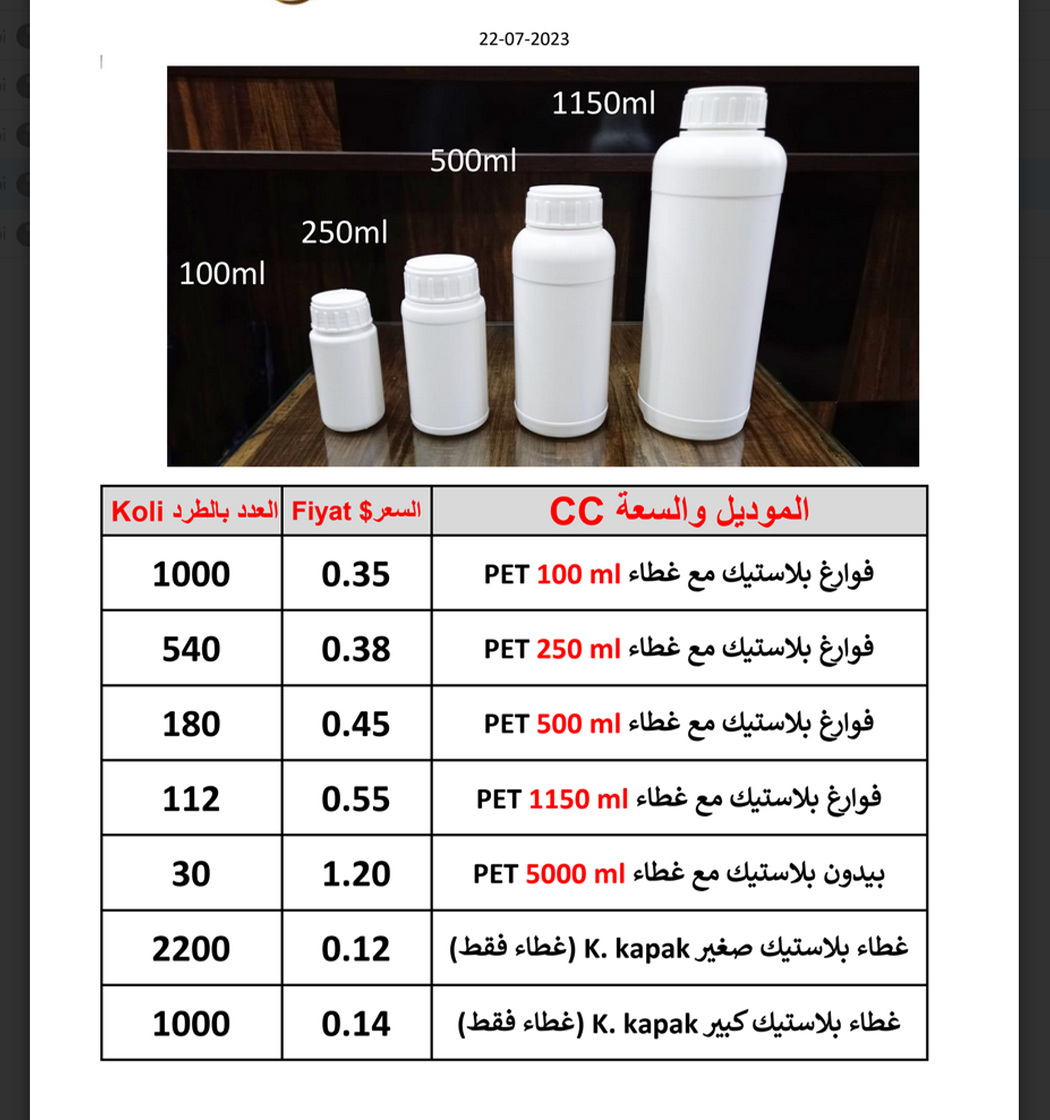 22-07-2023
1150ml
500ml
250ml
100ml
الموديل والسعة CC السعر$ Fiyat العدد بالطرد Koli
فوارغ بلاستيك مع غطاء PET 100 ml 0.35 1000
فوارغ بلاستيك مع غطاء PET 250 ml 0.38 540
فوارغ بلاستيك مع غطاء PET 500 ml 0.45 180
فوارغ بلاستيك مع غطاء PET 1150 ml 0.55 112
بيدون بلاستيك مع غطاء PET 5000 ml 1.20 30
غطاء بلاستيك صغير K. kapak (غطاء فقط) 0.12 2200
غطاء بلاستيك كبير K. kapak (غطاء فقط) 0.14 1000